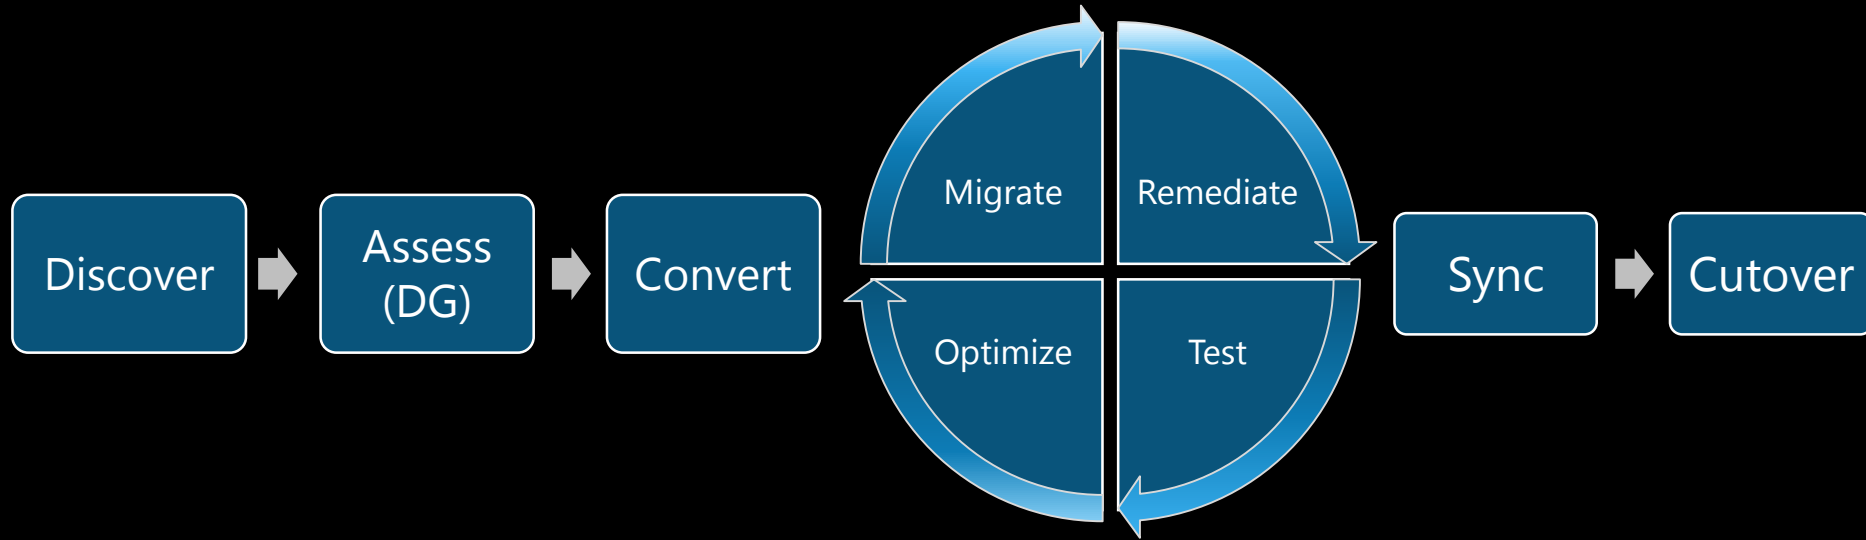 Discover
Assess
(DG)
Convert
Migrate
Remediate
Optimize
Test
Sync
Cutover